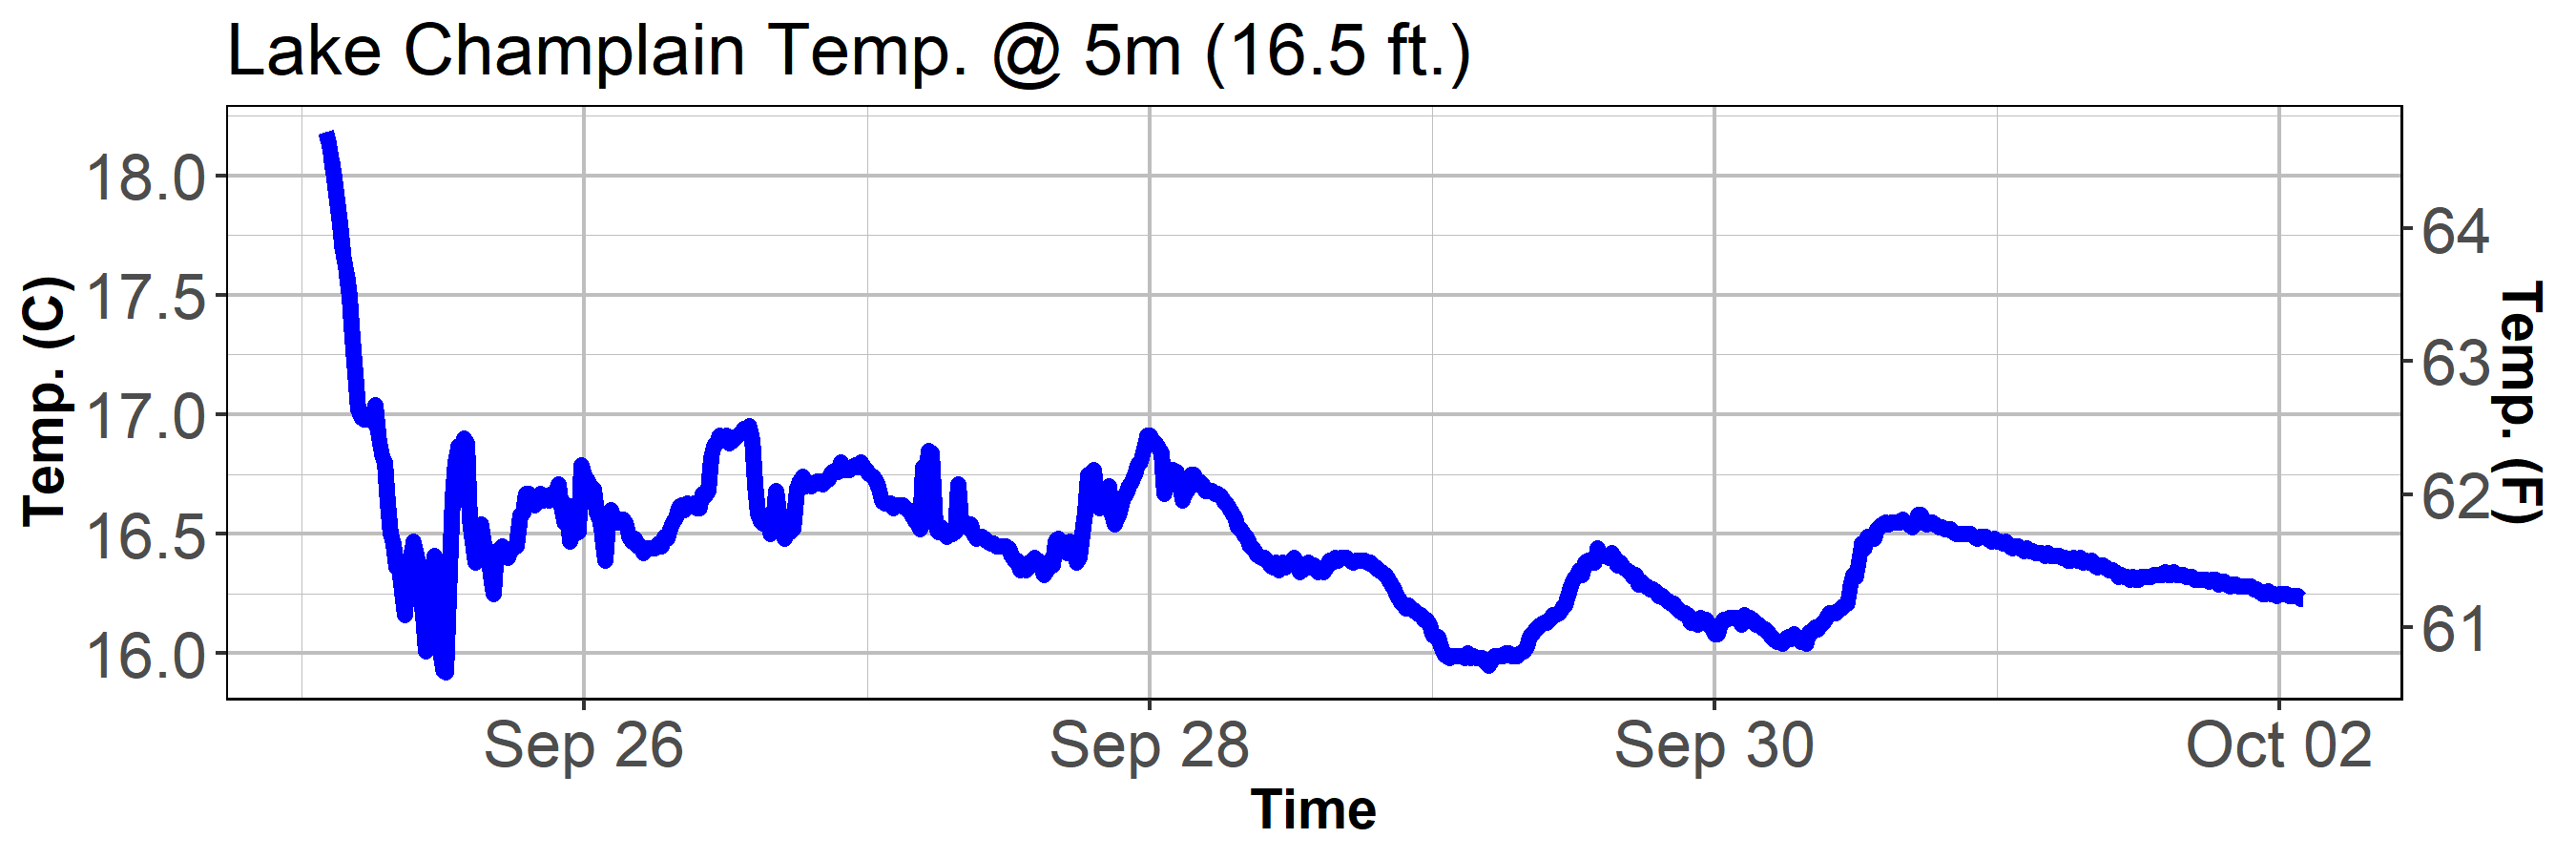 Lake Champlain Temp. @ 5m (16.5 ft.)
Temp. (C)
18.0
17.5
17.0
16.5
16.0
64
63
62
61
Temp. (F)
Sep 26 Sep 28 Sep 30 Oct 02
Time